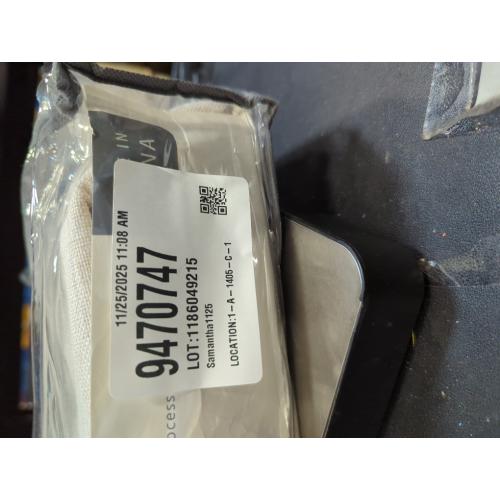 11/25/2025 11:08 AM
9470747
LOT:1186049215
Samantha1125
LOCATION:1-A-1405-C-1
IN
NA
ocess